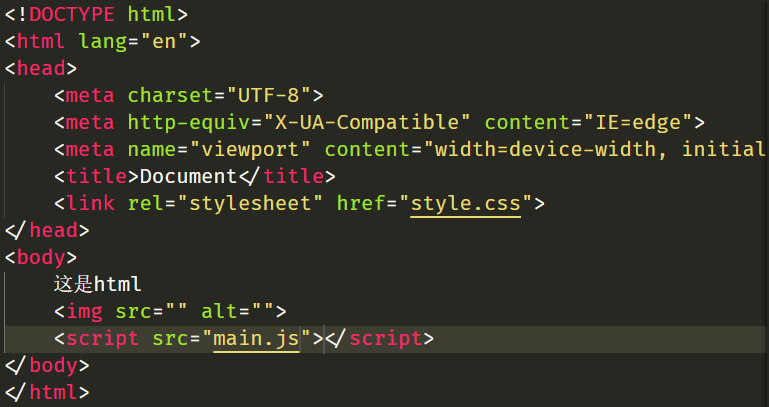 <!DOCTYPE html>
<html lang="en">
<head>
    <meta charset="UTF-8">
    <meta http-equiv="X-UA-Compatible" content="IE=edge">
    <meta name="viewport" content="width=device-width, initial
    <title>Document</title>
    <link rel="stylesheet" href="style.css">
</head>
<body>
    这是html
    <img src="" alt="">
    <script src="main.js"></script>
</body>
</html>